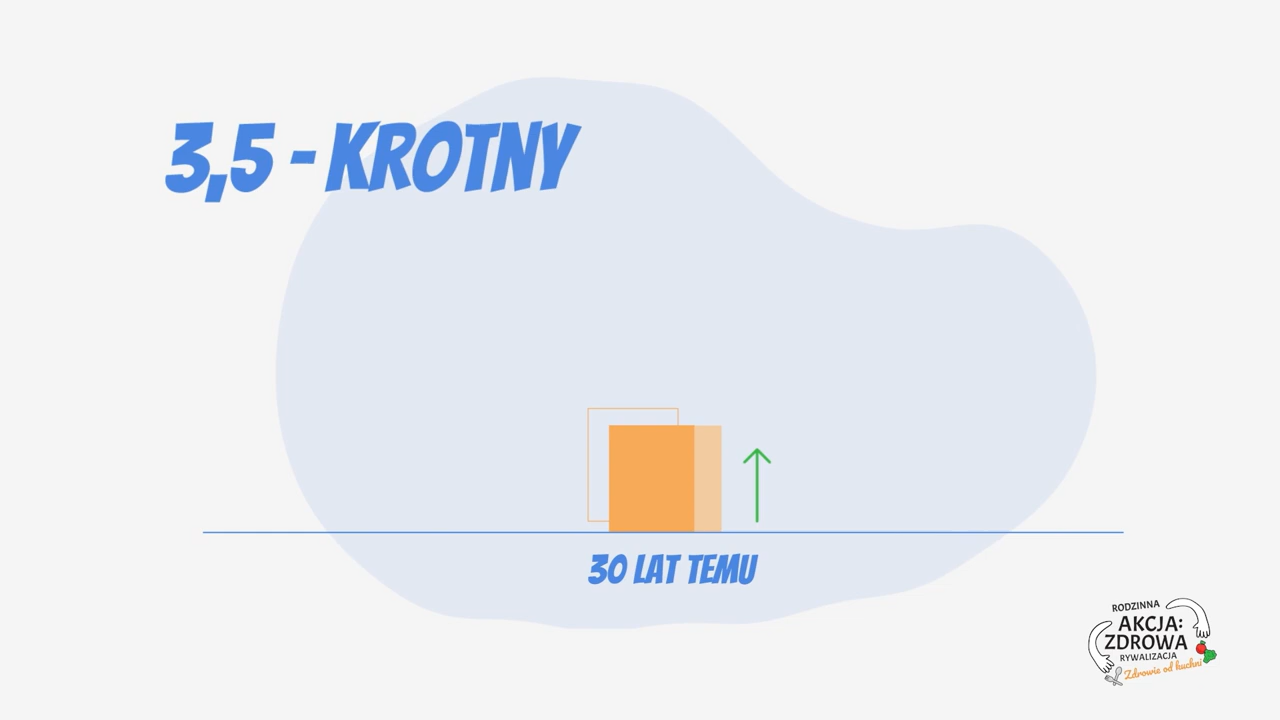 3,5 - KROTNY
30 LAT TEMU
RODZINNA
AKCJA:
ZDROWA
RYWALIZACJA
Zdrowie od kuchni